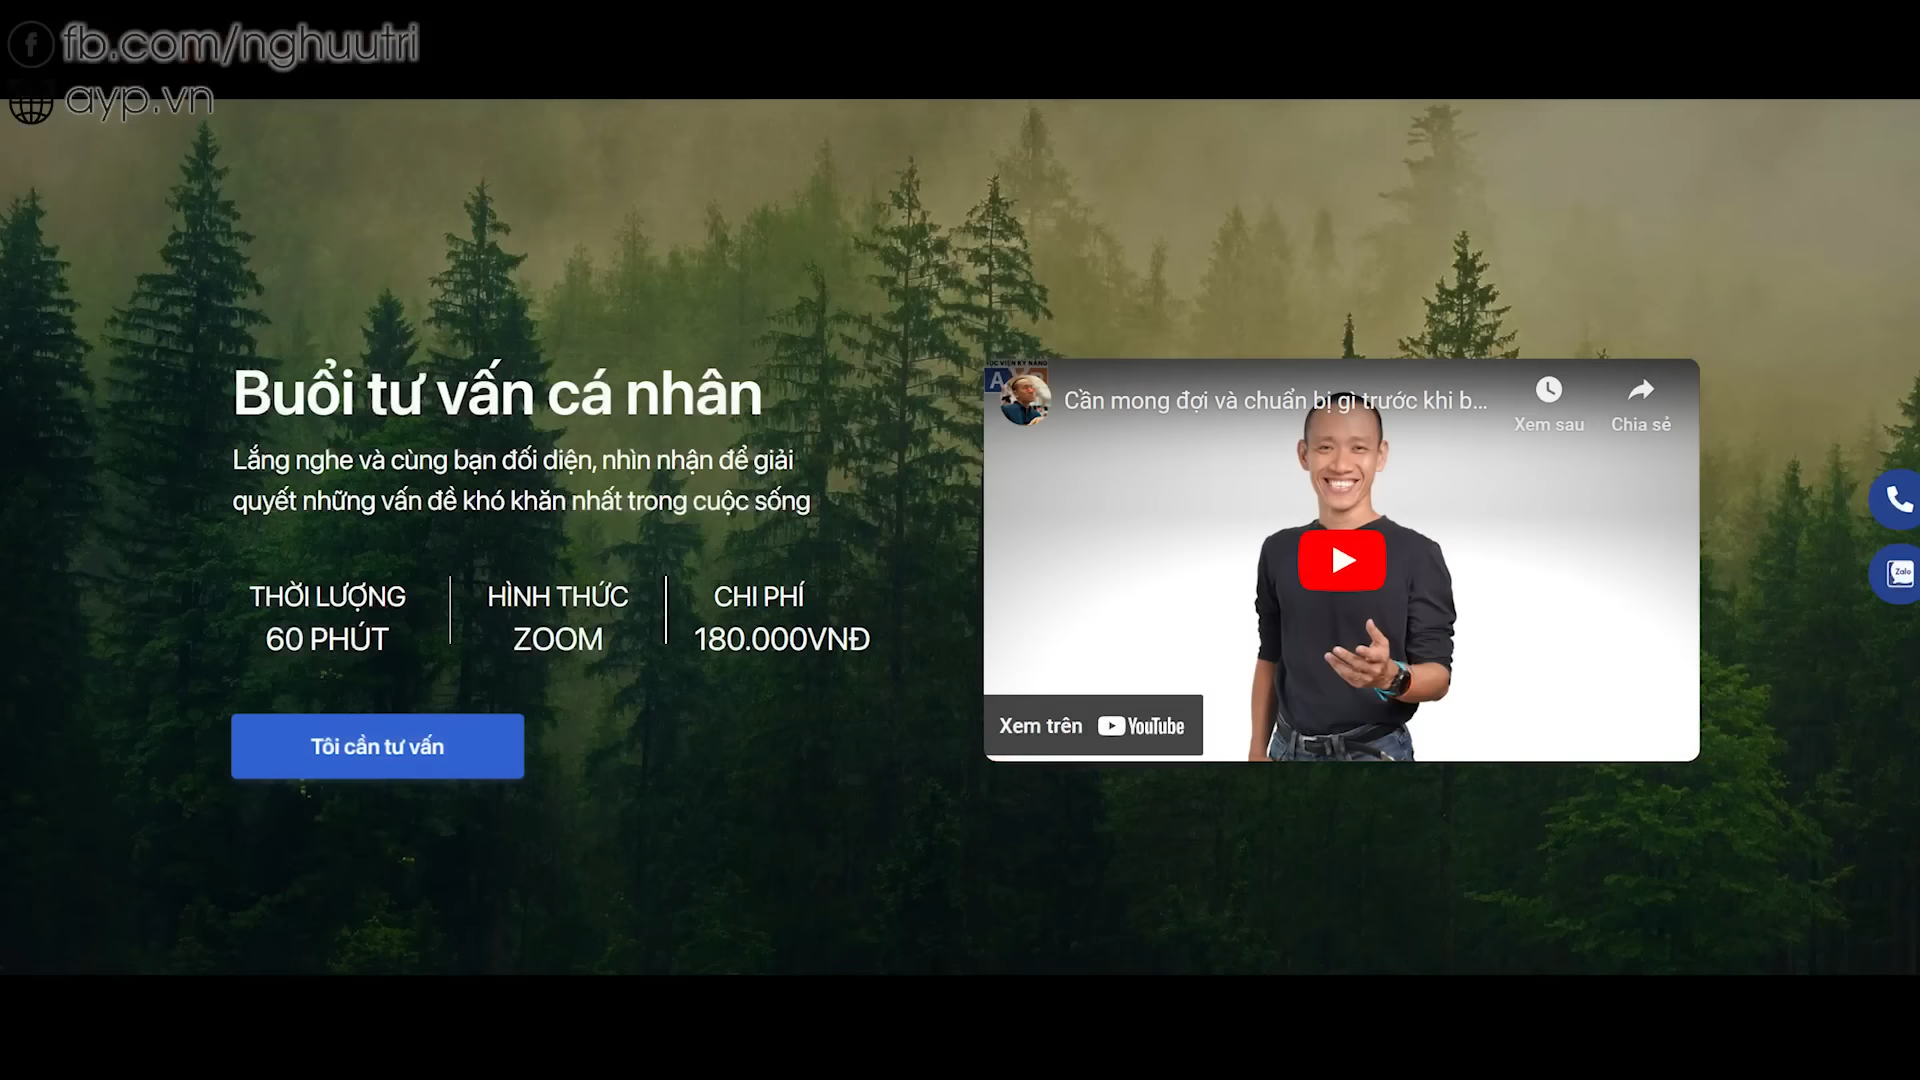 fb.com/nghuutri
ayp.vn
Buổi tư vấn cá nhân
Lắng nghe và cùng bạn đối diện, nhìn nhận để giải
quyết những vấn đề khó khăn nhất trong cuộc sống
THỜI LƯỢNG
60 PHÚT
HÌNH THỨC
ZOOM
CHI PHÍ
180.000VNĐ
Tôi cần tư vấn
Cần mong đợi và chuẩn bị gì trước khi b...
Xem sau
Chia sẻ
Xem trên YouTube
Zalo